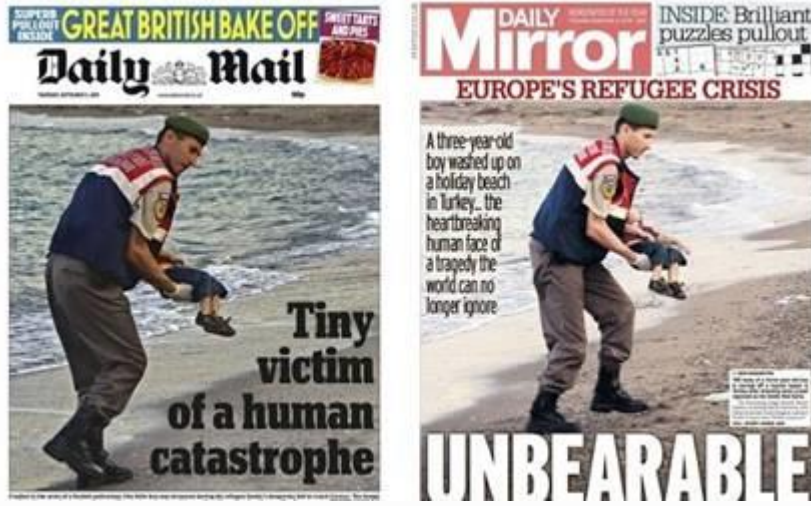 SUPERB
PULLOUT
INSIDE
GREAT BRITISH BAKE OFF
SWEET TARTS
AND PIES
Daily Mail
Tiny
victim
of a human
catastrophe
DAILY
Mirror
INSIDE: Brilliant
puzzles pullout
EUROPE'S REFUGEE CRISIS
A three-year-old
boy washed up on
a holiday beach
in Turkey... the
heartbreaking
human face of
a tragedy the
world can no
longer ignore
UNBEARABLE